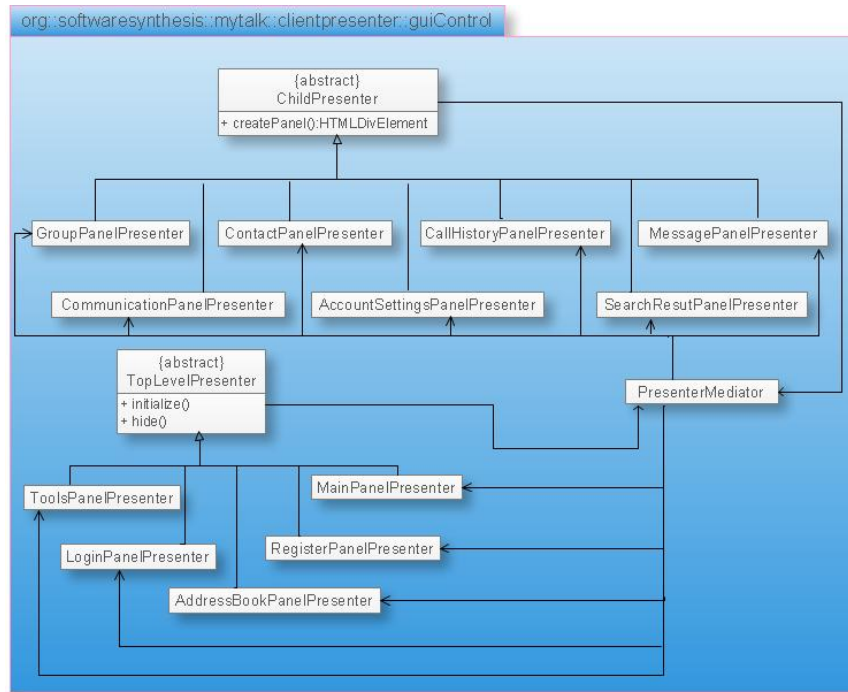 org::softwaresynthesis::mytalk::clientpresenter::guiControl
{abstract}
ChildPresenter
+ createPanel():HTMLDivElement
GroupPanelPresenter
ContactPanelPresenter
CallHistoryPanelPresenter
MessagePanelPresenter
CommunicationPanelPresenter
AccountSettingsPanelPresenter
SearchResutPanelPresenter
{abstract}
TopLevelPresenter
+ initialize()
+ hide()
PresenterMediator
MainPanelPresenter
ToolsPanelPresenter
RegisterPanelPresenter
LoginPanelPresenter
AddressBookPanelPresenter